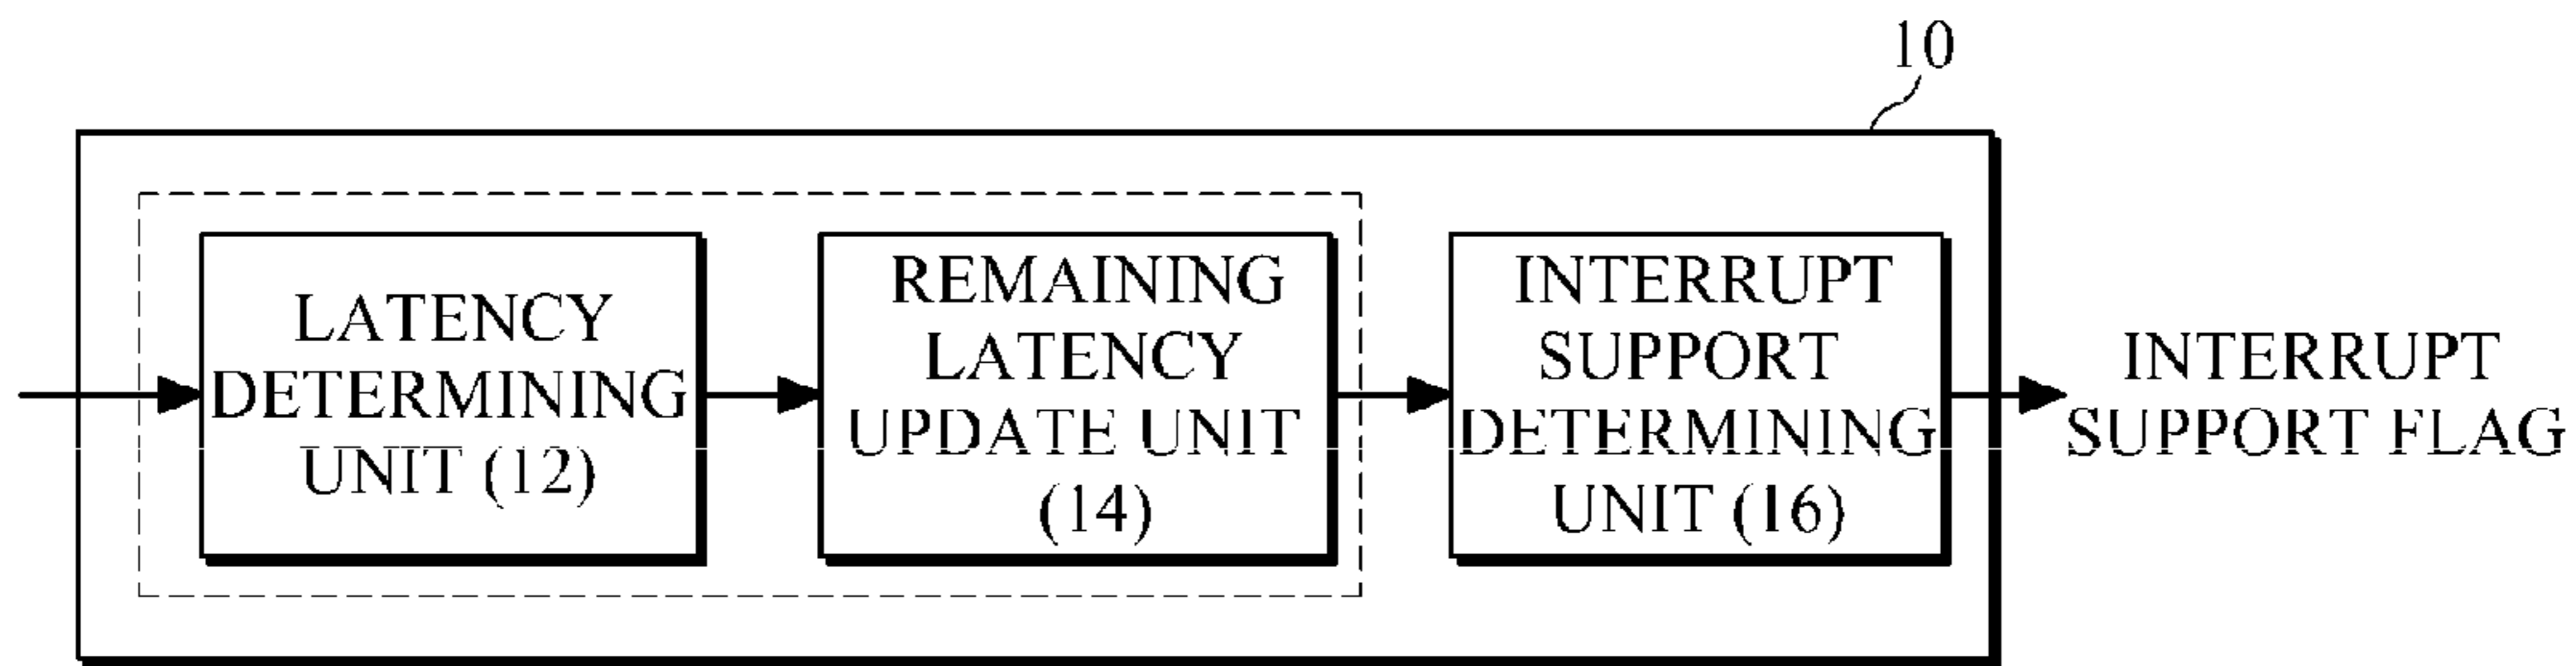 10
LATENCY
DETERMINING
UNIT (12)
REMAINING
LATENCY
UPDATE UNIT
(14)
INTERRUPT
SUPPORT
DETERMINING
UNIT (16)
INTERRUPT
SUPPORT FLAG